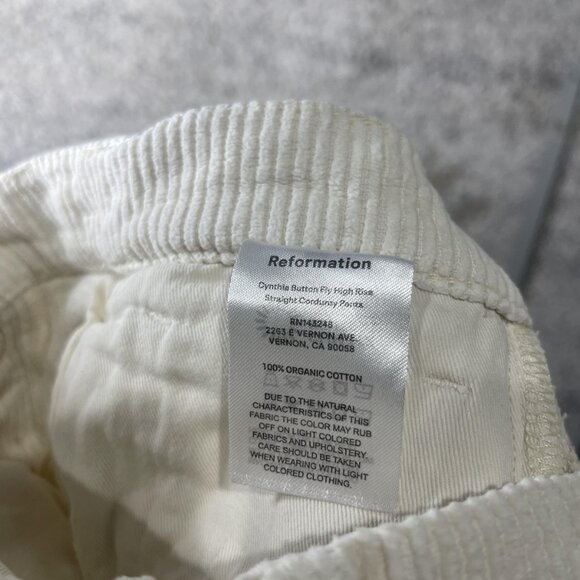 Reformation
Cynthia Button Fly High Rise
Straight Corduroy Pants
RN148248
2263 E VERNON AVE.
VERNON, CA 90058
100% ORGANIC COTTON
DUE TO THE NATURAL
CHARACTERISTICS OF THIS
FABRIC THE COLOR MAY RUB
OFF ON LIGHT COLORED
FABRICS AND UPHOLSTERY.
CARE SHOULD BE TAKEN
WHEN WEARING WITH LIGHT
COLORED CLOTHING.